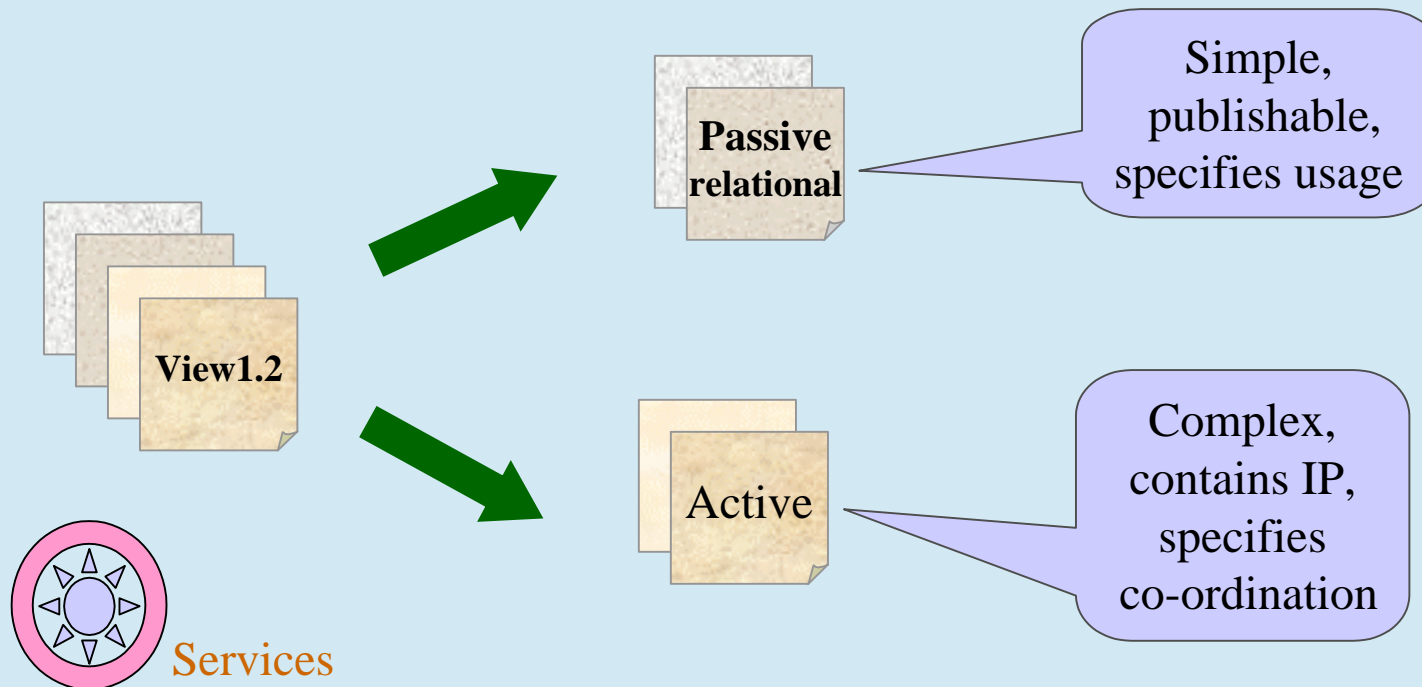 Simple,
publishable,
specifies usage
Passive
relational
View1.2
Active
Complex,
contains IP,
specifies
co-ordination
Services